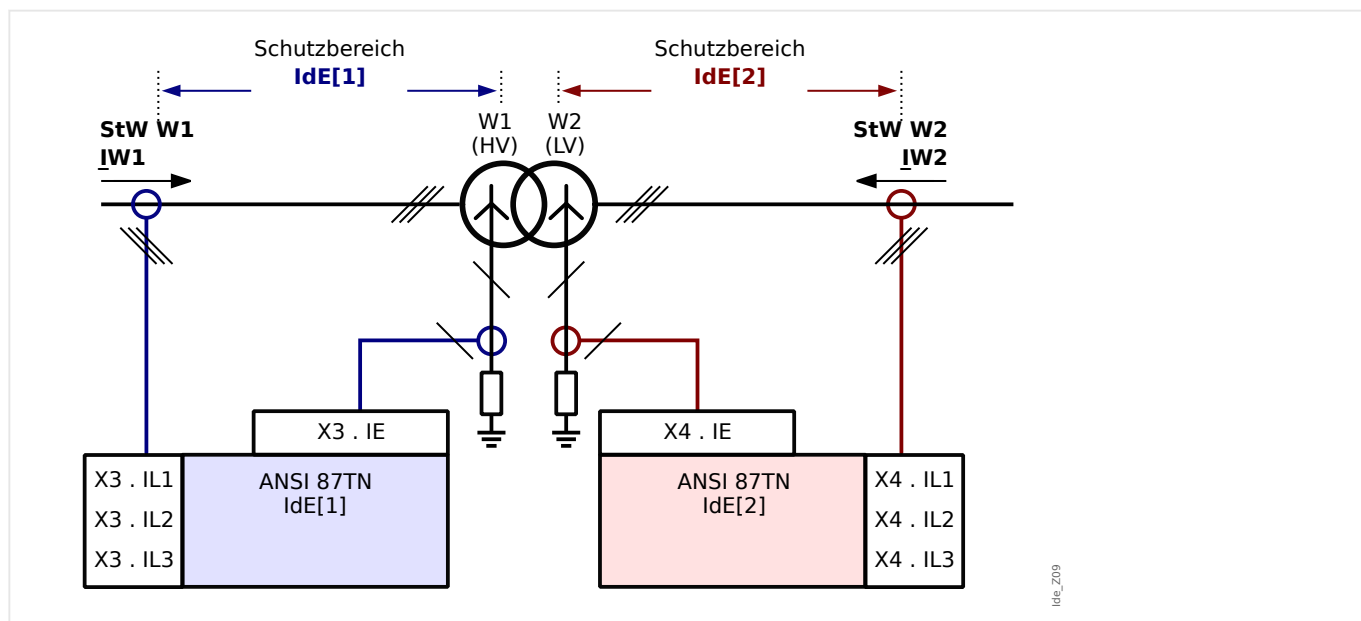 Schutzbereich
IdE[1]
Schutzbereich
IdE[2]
StW W1
IW1
W1
(HV)
W2
(LV)
StW W2
IW2
X3 . IE
X4 . IE
X3 . IL1
X3 . IL2
X3 . IL3
ANSI 87TN
IdE[1]
ANSI 87TN
IdE[2]
X4 . IL1
X4 . IL2
X4 . IL3
Ide_Z09